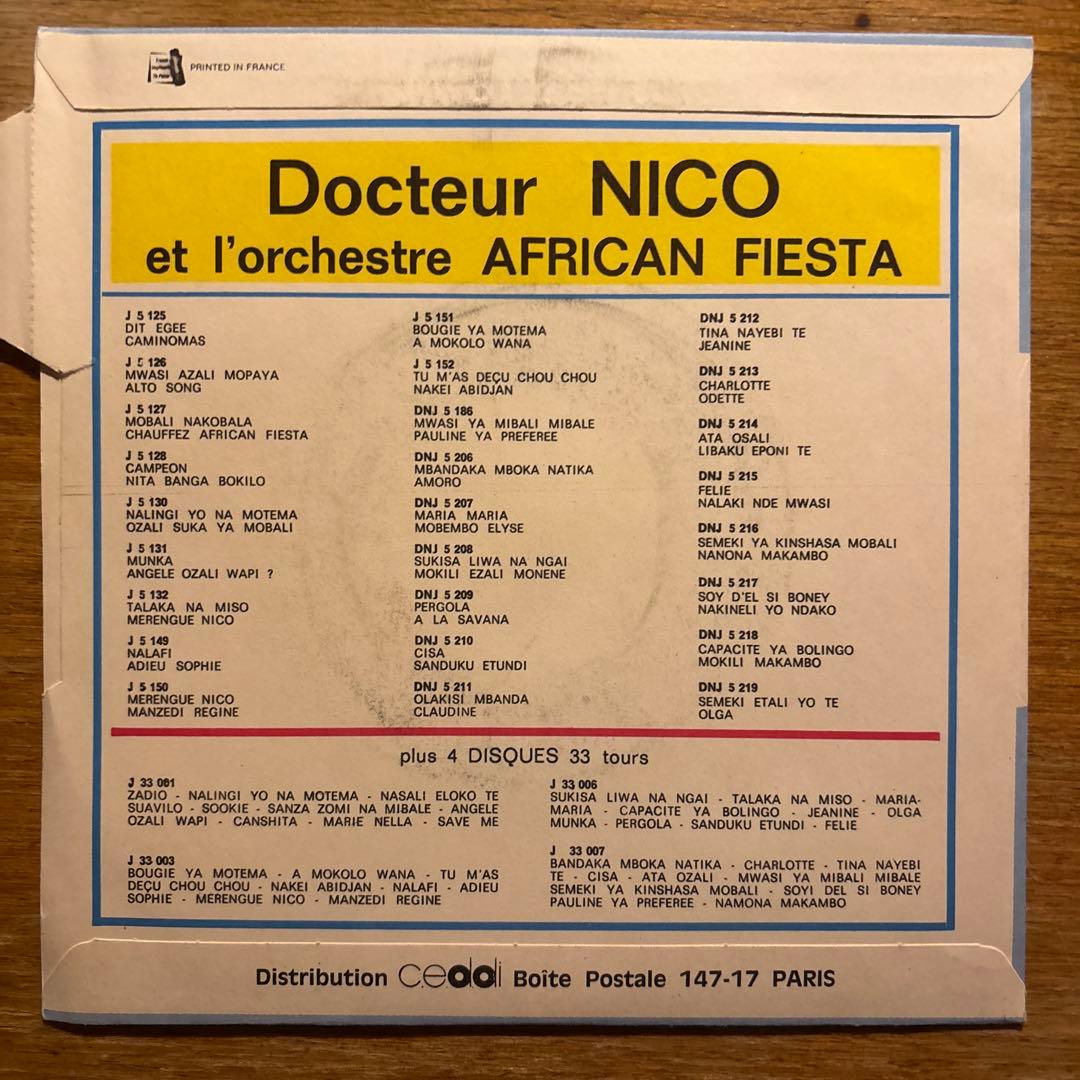 PRINTED IN FRANCE
Docteur NICO
et l'orchestre AFRICAN FIESTA
J 5 125
DIT EGEE
CAMINOMAS
J 5 126
MWASI AZALI MOPAYA
ALTO SONG
J 5 127
MOBALI NAKOBALA
CHAUFFEZ AFRICAN FIESTA
J 5 128
CAMPEON
NITA BANGA BOKILO
J 5 130
NALINGI YO NA MOTEMA
OZALI SUKA YA MOBALI
J 5 131
MUNKA
ANGELE OZALI WAPI ?
J 5 132
TALAKA NA MISO
MERENGUE NICO
J 5 149
NALAFI
ADIEU SOPHIE
J 5 150
MERENGUE NICO
MANZEDI REGINE
J 5 151
BOUGIE YA MOTEMA
A MOKOLO WANA
J 5 152
TU M'AS DEÇU CHOU CHOU
NAKEI ABIDJAN
DNJ 5 186
MWASI YA MIBALI MIBALE
PAULINE YA PREFEREE
DNJ 5 206
MBANDAKA MBOKA NATIKA
AMORO
DNJ 5 207
MARIA MARIA
MOBEMBO ELYSE
DNJ 5 208
SUKISA LIWA NA NGAI
MOKILI EZALI MONENE
DNJ 5 209
PERGOLA
A LA SAVANA
DNJ 5 210
CISA
SANDUKU ETUNDI
DNJ 5 211
OLAKISI MBANDA
CLAUDINE
DNJ 5 212
TINA NAYEBI TE
JEANINE
DNJ 5 213
CHARLOTTE
ODETTE
DNJ 5 214
ATA OSALI
LIBAKU EPONI TE
DNJ 5 215
FELIE
NALAKI NDE MWASI
DNJ 5 216
SEMEKI YA KINSHASA MOBALI
NANONA MAKAMBO
DNJ 5 217
SOY D'EL SI BONEY
NAKINELI YO NDAKO
DNJ 5 218
CAPACITE YA BOLINGO
MOKILI MAKAMBO
DNJ 5 219
SEMEKI ETALI YO TE
OLGA
plus 4 DISQUES 33 tours
J 33 001
ZADIO - NALINGI YO NA MOTEMA - NASALI ELOKO TE
SUAVILO - SOOKIE - SANZA ZOMI NA MIBALE - ANGELE
OZALI WAPI - CANSHITA - MARIE NELLA - SAVE ME
J 33 003
BOUGIE YA MOTEMA - A MOKOLO WANA - TU M'AS
DEÇU CHOU CHOU - NAKEI ABIDJAN - NALAFI - ADIEU
SOPHIE - MERENGUE NICO - MANZEDI REGINE
J 33 006
SUKISA LIWA NA NGAI - TALAKA NA MISO - MARIA-
MARIA - CAPACITE YA BOLINGO - JEANINE - OLGA
MUNKA - PERGOLA - SANDUKU ETUNDI - FELIE
J 33 007
BANDAKA MBOKA NATIKA - CHARLOTTE - TINA NAYEBI
TE - CISA - ATA OZALI - MWASI YA MIBALI MIBALE
SEMEKI YA KINSHASA MOBALI - SOYI DEL SI BONEY
PAULINE YA PREFEREE - NAMONA MAKAMBO
Distribution ceddi Boîte Postale 147-17 PARIS